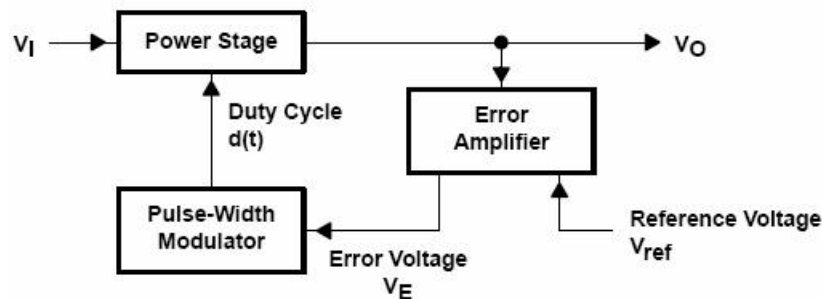 Power Stage
VI
VO
Duty Cycle
d(t)
Error
Amplifier
Pulse-Width
Modulator
Reference Voltage
Vref
Error Voltage
VE